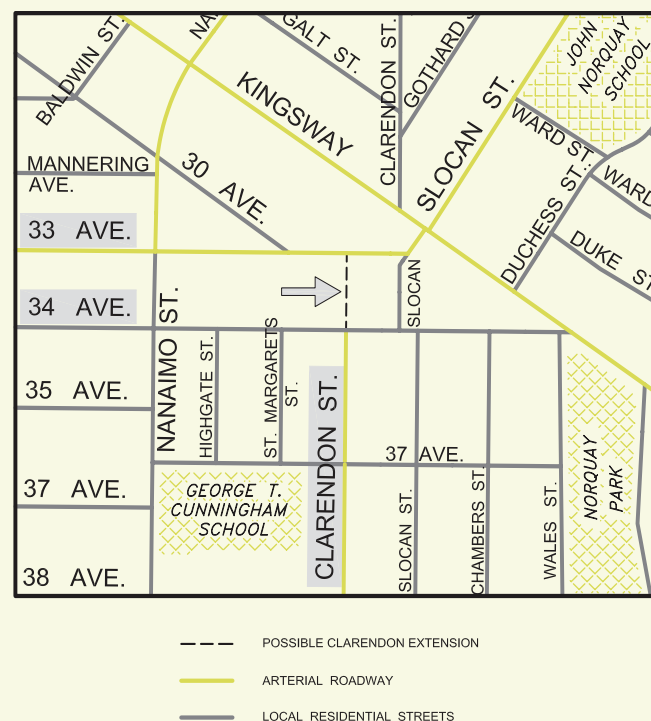 BALDWIN ST.
NA
GALT ST.
CLARENDON ST.
GOTHARD S
JOHN
NORQUAY
SCHOOL
KINGSWAY
SLOCAN ST.
WARD ST.
WARD
MANNERING
AVE.
30 AVE.
DUCHESS ST.
DUKE ST
33 AVE.
34 AVE.
NANAIMO ST.
SLOCAN
HIGHGATE ST.
ST. MARGARETS
ST.
CLARENDON ST.
35 AVE.
37 AVE.
37 AVE.
GEORGE T.
CUNNINGHAM
SCHOOL
SLOCAN ST.
CHAMBERS ST.
WALES ST.
NORQUAY
PARK
38 AVE.
POSSIBLE CLARENDON EXTENSION
ARTERIAL ROADWAY
LOCAL RESIDENTIAL STREETS